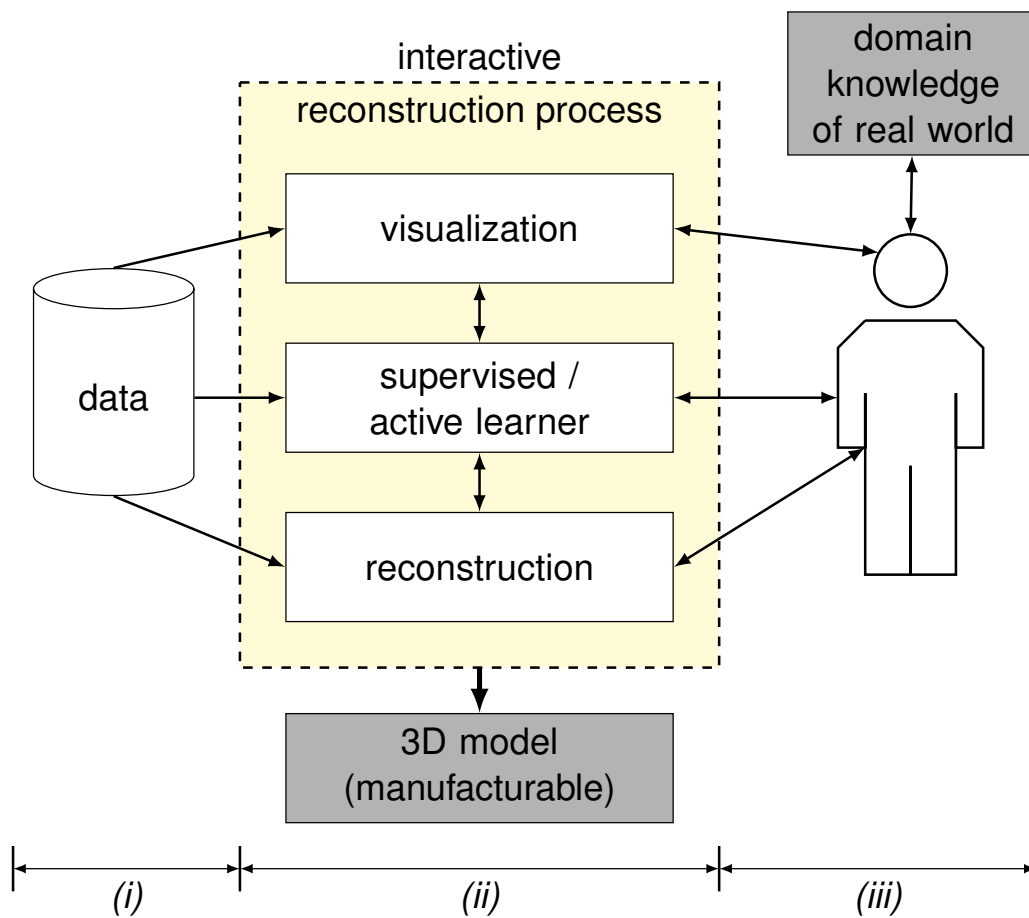 interactive
reconstruction process
domain
knowledge
of real world
visualization
data
supervised /
active learner
reconstruction
3D model
(manufacturable)
(i)
(ii)
(iii)